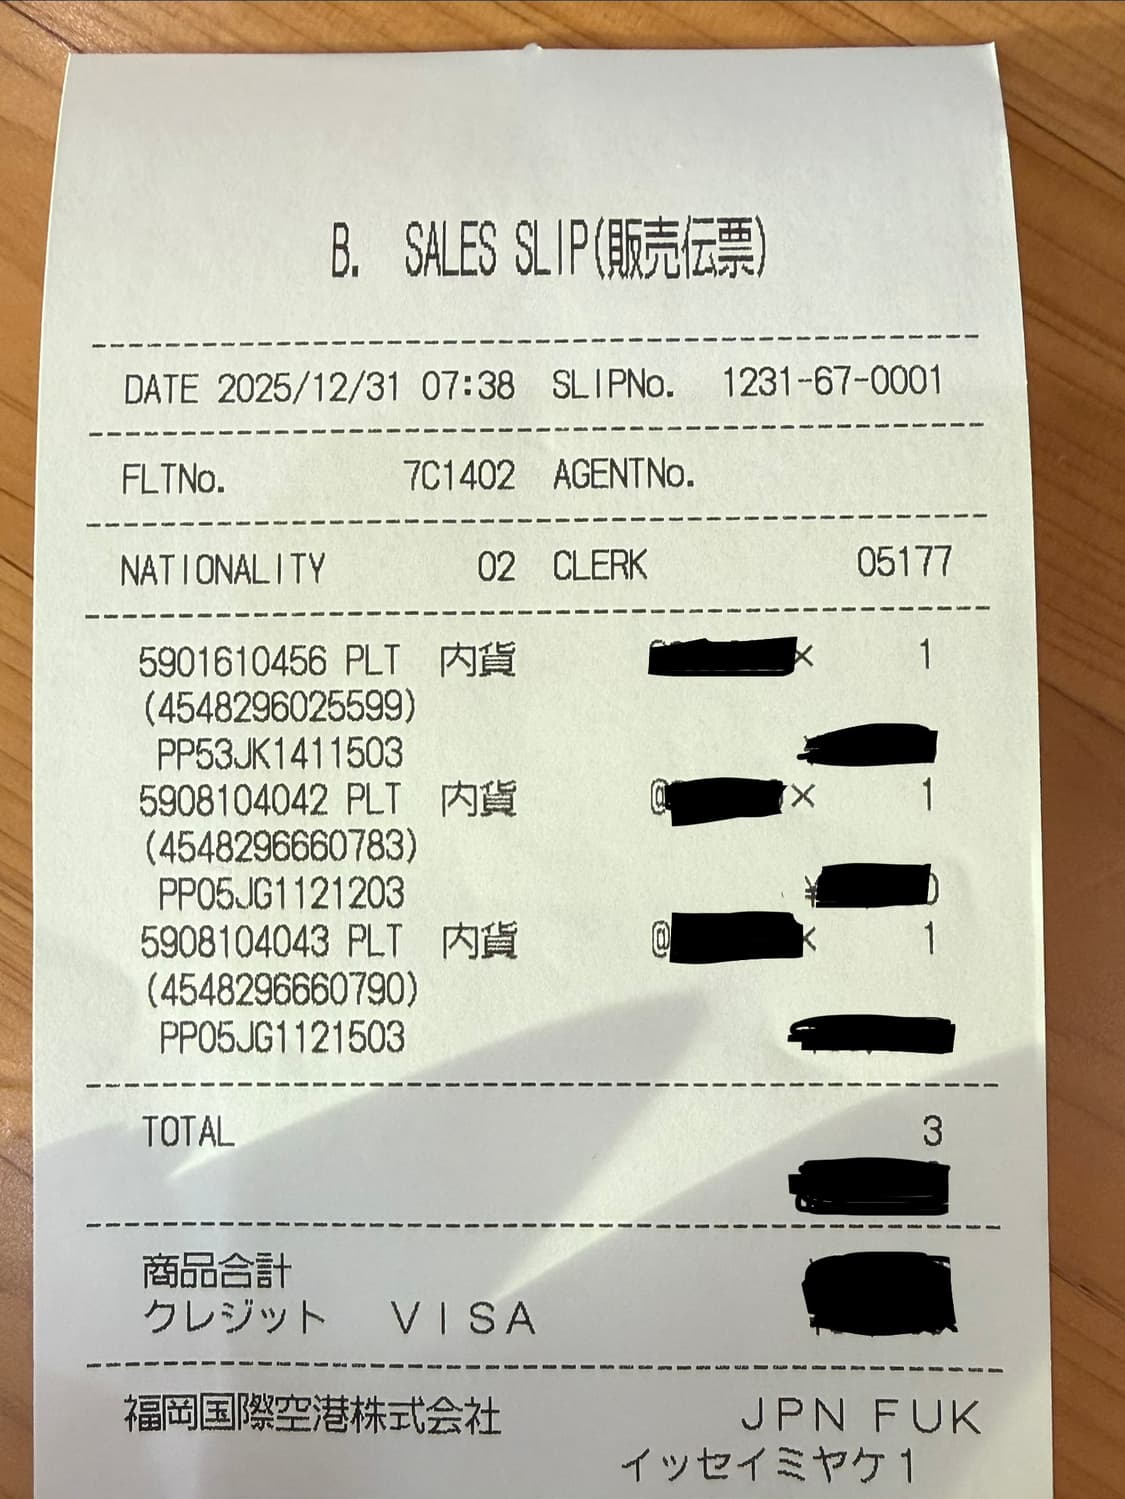 B. SALES SLIP(販売伝票)
DATE 2025/12/31 07:38 SLIPNo. 1231-67-0001
FLTNo. 7C1402 AGENTNo.
NATIONALITY 02 CLERK 05177
5901610456 PLT 内貨 × 1
(4548296025599)
PP53JK1411503
5908104042 PLT 内貨 @ × 1
(4548296660783)
PP05JG1121203 ¥
5908104043 PLT 内貨 @ × 1
(4548296660790)
PP05JG1121503
TOTAL 3
商品合計
クレジット VISA
福岡国際空港株式会社 JPN FUK
イッセイミヤケ1